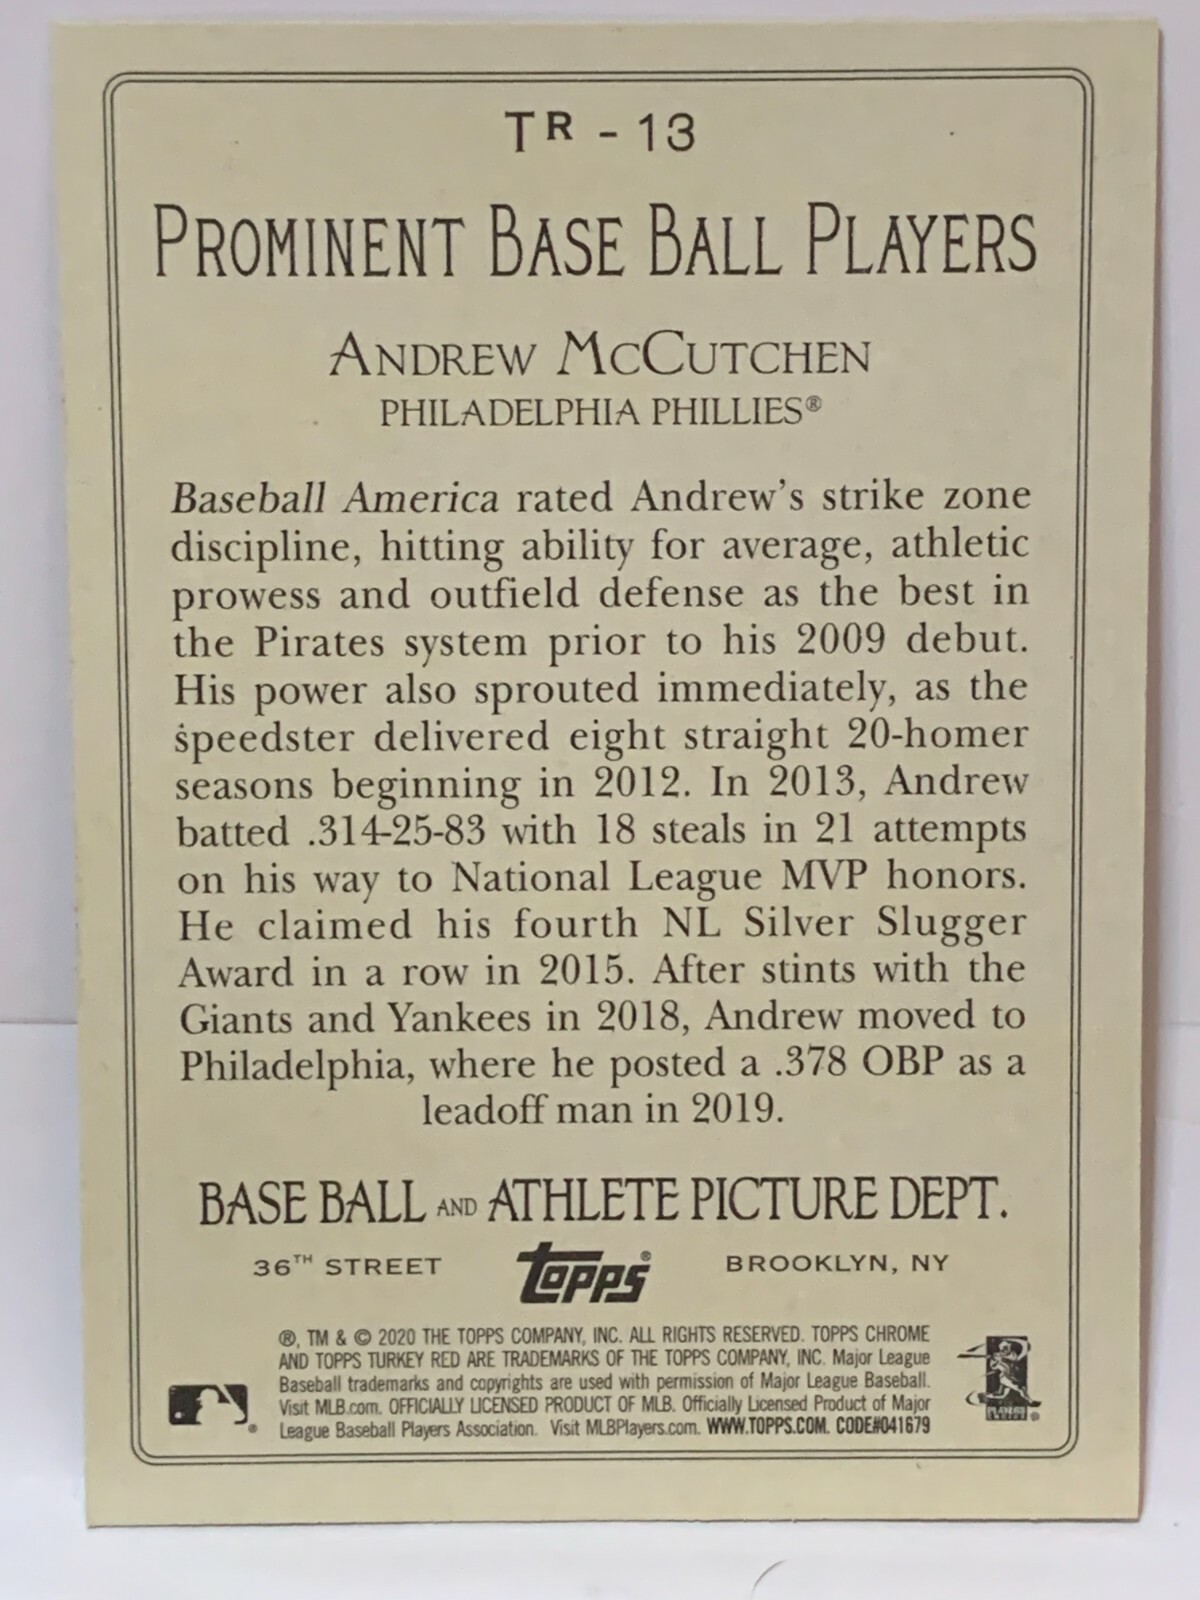 TR - 13
PROMINENT BASE BALL PLAYERS
ANDREW MCCUTCHEN
PHILADELPHIA PHILLIES®
Baseball America rated Andrew's strike zone
discipline, hitting ability for average, athletic
prowess and outfield defense as the best in
the Pirates system prior to his 2009 debut.
His power also sprouted immediately, as the
speedster delivered eight straight 20-homer
seasons beginning in 2012. In 2013, Andrew
batted .314-25-83 with 18 steals in 21 attempts
on his way to National League MVP honors.
He claimed his fourth NL Silver Slugger
Award in a row in 2015. After stints with the
Giants and Yankees in 2018, Andrew moved to
Philadelphia, where he posted a .378 OBP as a
leadoff man in 2019.
BASE BALL AND ATHLETE PICTURE DEPT.
36TH STREET topps® BROOKLYN, NY
®, TM & © 2020 THE TOPPS COMPANY, INC. ALL RIGHTS RESERVED. TOPPS CHROME
AND TOPPS TURKEY RED ARE TRADEMARKS OF THE TOPPS COMPANY, INC. Major League
Baseball trademarks and copyrights are used with permission of Major League Baseball.
Visit MLB.com. OFFICIALLY LICENSED PRODUCT OF MLB. Officially Licensed Product of Major
League Baseball Players Association. Visit MLBPlayers.com. WWW.TOPPS.COM. CODE#041679